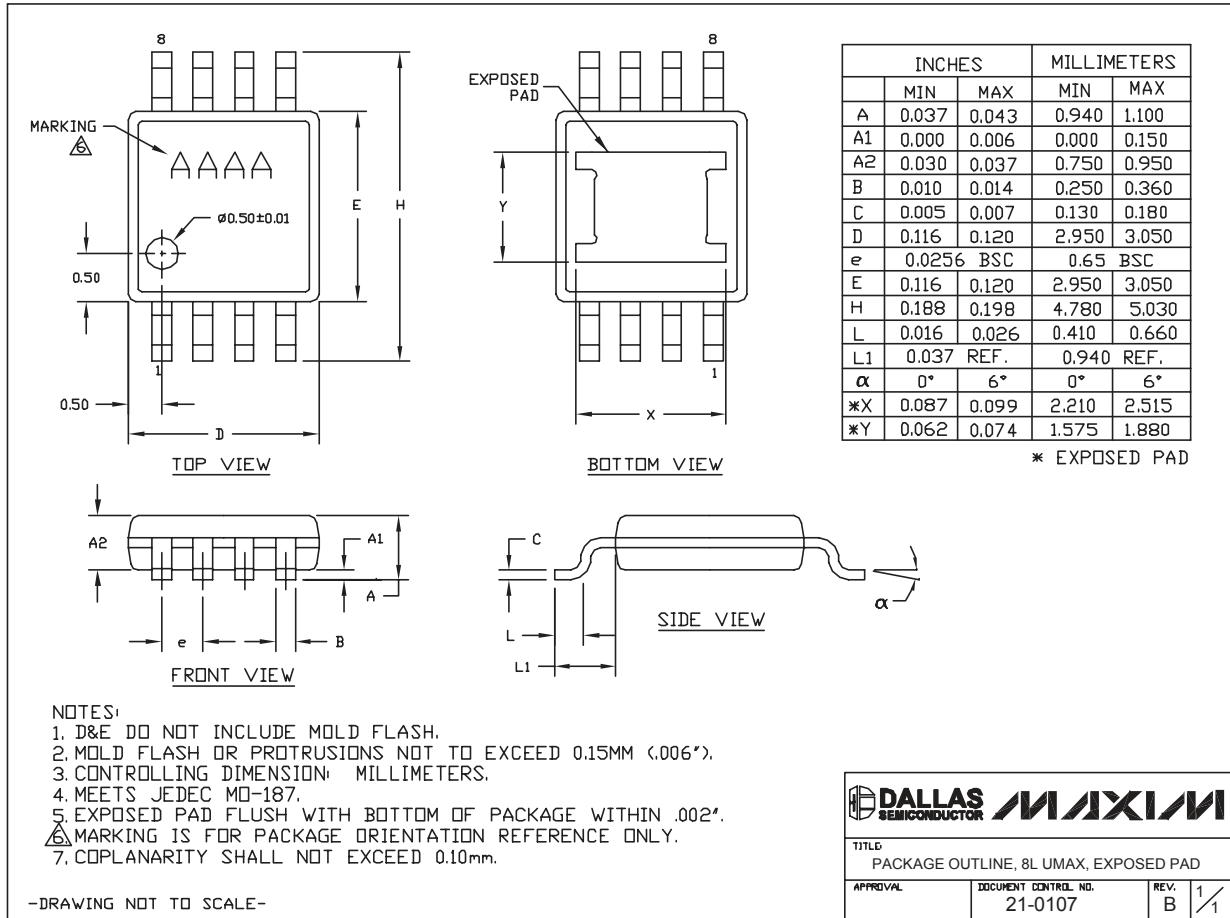 8
8
EXPOSED
PAD
MARKING
6
AAAA
Ø0.50±0.01
E
H
Y
0.50
1
1
0.50
D
X
TOP VIEW
BOTTOM VIEW
INCHES MILLIMETERS
MIN MAX MIN MAX
A 0.037 0.043 0.940 1.100
A1 0.000 0.006 0.000 0.150
A2 0.030 0.037 0.750 0.950
B 0.010 0.014 0.250 0.360
C 0.005 0.007 0.130 0.180
D 0.116 0.120 2.950 3.050
e 0.0256 BSC 0.65 BSC
E 0.116 0.120 2.950 3.050
H 0.188 0.198 4.780 5.030
L 0.016 0.026 0.410 0.660
L1 0.037 REF. 0.940 REF.
α 0° 6° 0° 6°
*X 0.087 0.099 2.210 2.515
*Y 0.062 0.074 1.575 1.880
* EXPOSED PAD
A2
A1
A
e
B
FRONT VIEW
C
L
L1
α
SIDE VIEW
NOTES:
1. D&E DO NOT INCLUDE MOLD FLASH.
2. MOLD FLASH OR PROTRUSIONS NOT TO EXCEED 0.15MM (.006").
3. CONTROLLING DIMENSION: MILLIMETERS.
4. MEETS JEDEC MO-187.
5. EXPOSED PAD FLUSH WITH BOTTOM OF PACKAGE WITHIN .002".
6. MARKING IS FOR PACKAGE ORIENTATION REFERENCE ONLY.
7. COPLANARITY SHALL NOT EXCEED 0.10mm.
-DRAWING NOT TO SCALE-
DALLAS
SEMICONDUCTOR
MAXIM
TITLE:
PACKAGE OUTLINE, 8L UMAX, EXPOSED PAD
APPROVAL
DOCUMENT CONTROL NO.
21-0107
REV.
B
1/1